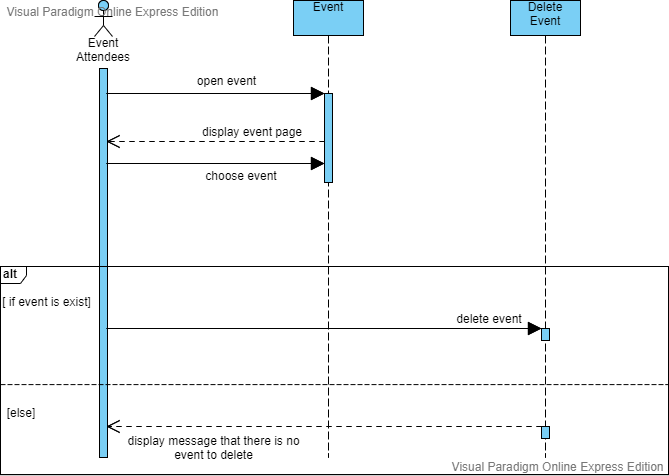 Visual Paradigm Online Express Edition
Event
Attendees
Event
Delete
Event
open event
display event page
choose event
alt
[ if event is exist]
delete event
[else]
display message that there is no
event to delete
Visual Paradigm Online Express Edition